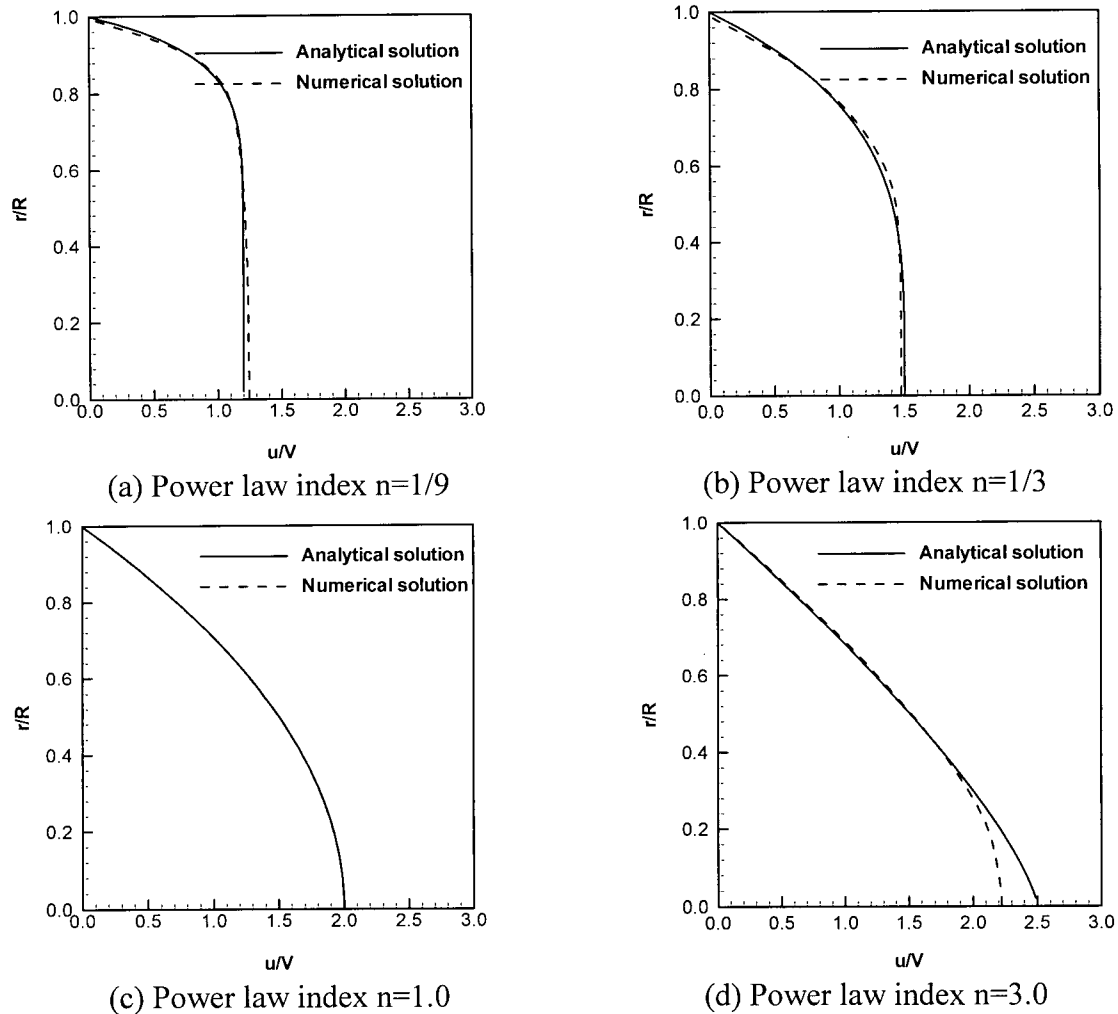 1.0
0.8
0.6
0.4
0.2
0.0
r/R
Analytical solution
Numerical solution
0.0 0.5 1.0 1.5 2.0 2.5 3.0
u/V
(a) Power law index n=1/9
1.0
0.8
0.6
0.4
0.2
0.0
r/R
Analytical solution
Numerical solution
0.0 0.5 1.0 1.5 2.0 2.5 3.0
u/V
(b) Power law index n=1/3
1.0
0.8
0.6
0.4
0.2
0.0
r/R
Analytical solution
Numerical solution
0.0 0.5 1.0 1.5 2.0 2.5 3.0
u/V
(c) Power law index n=1.0
1.0
0.8
0.6
0.4
0.2
0.0
r/R
Analytical solution
Numerical solution
0.0 0.5 1.0 1.5 2.0 2.5 3.0
u/V
(d) Power law index n=3.0